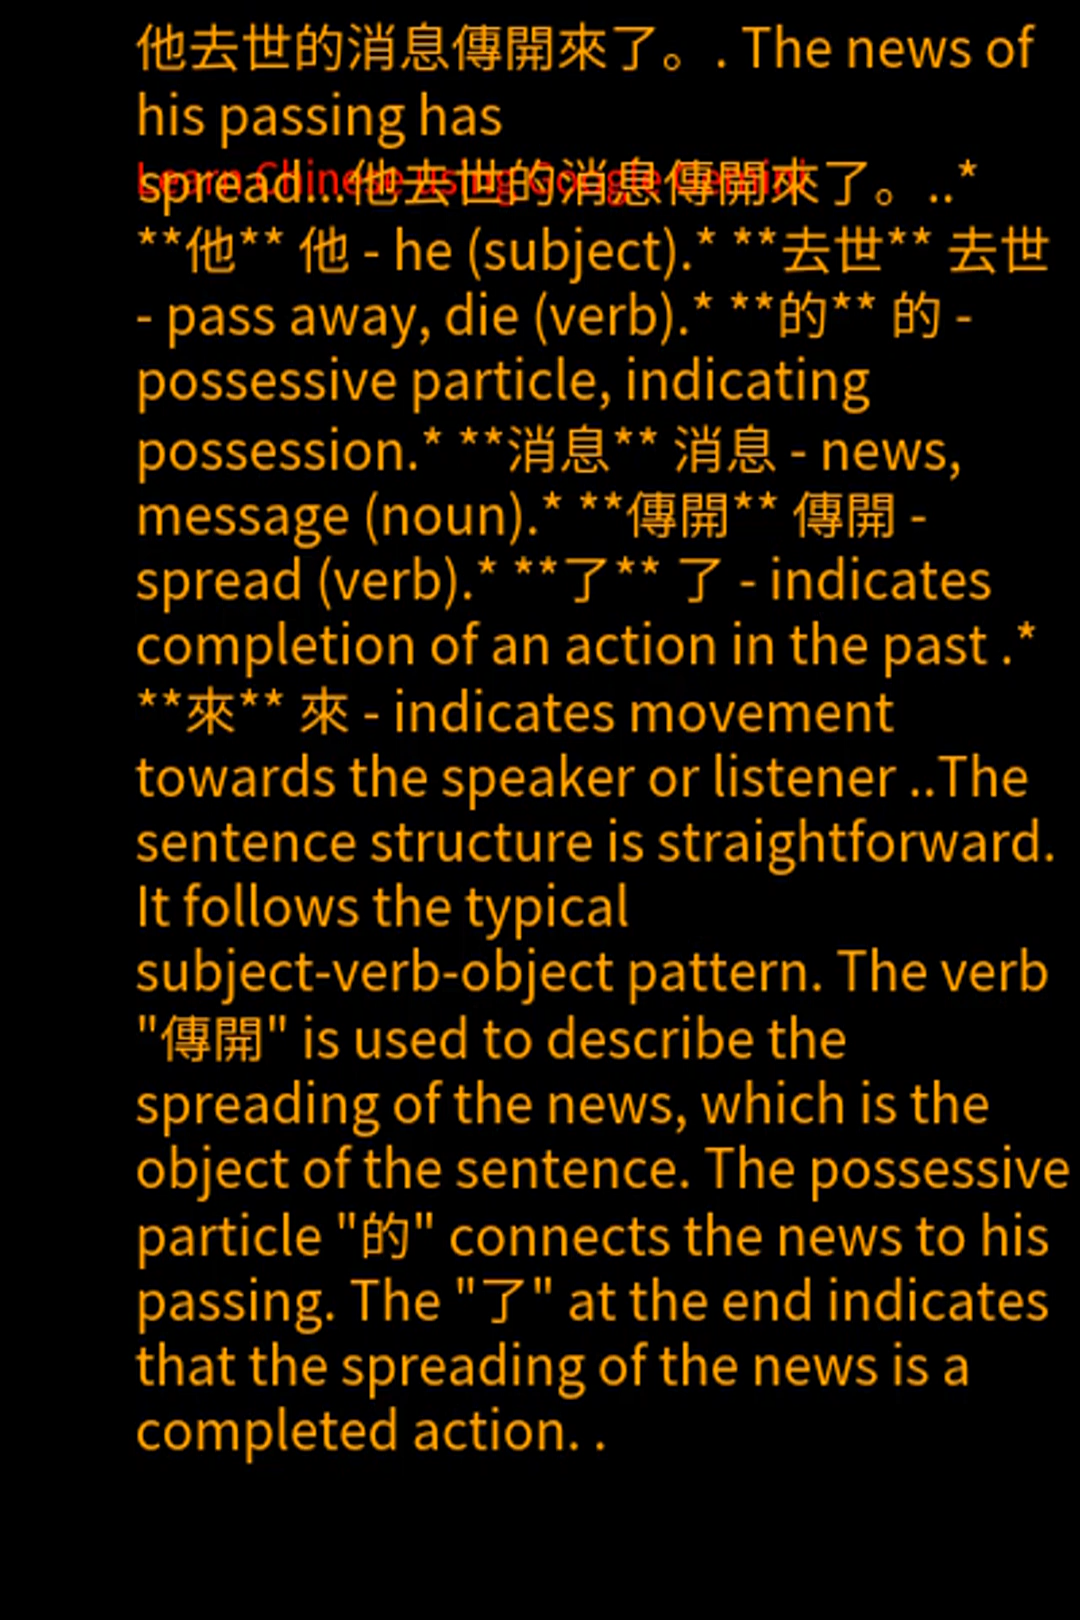 他去世的消息傳開來了。. The news of
his passing has
Learn Chinese using Google Gemini
spread...他去世的消息傳開來了。..*
**他** 他 - he (subject).* **去世** 去世
- pass away, die (verb).* **的** 的 -
possessive particle, indicating
possession.* **消息** 消息 - news,
message (noun).* **傳開** 傳開 -
spread (verb).* **了** 了 - indicates
completion of an action in the past .*
**來** 來 - indicates movement
towards the speaker or listener ..The
sentence structure is straightforward.
It follows the typical
subject-verb-object pattern. The verb
"傳開" is used to describe the
spreading of the news, which is the
object of the sentence. The possessive
particle "的" connects the news to his
passing. The "了" at the end indicates
that the spreading of the news is a
completed action. .